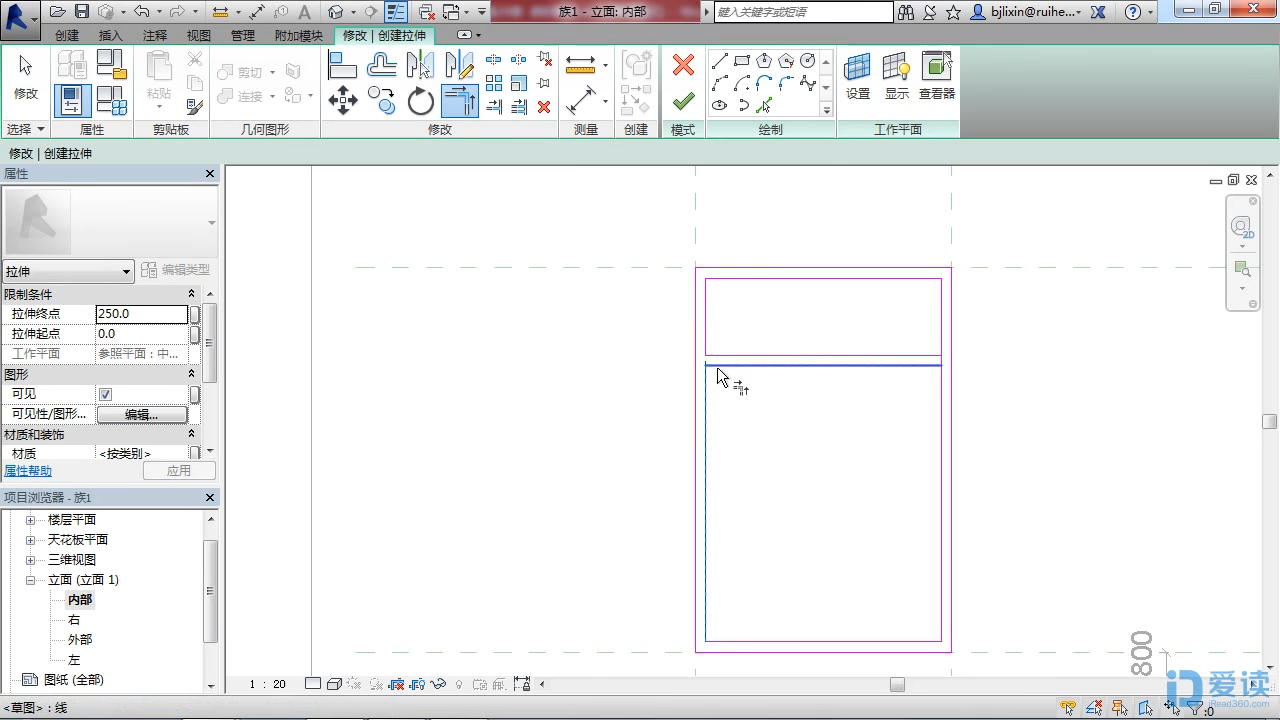 族1 - 立面: 内部
键入关键字或短语
bjlixin@ruihe...
创建 插入 注释 视图 管理 附加模块 修改 | 创建拉伸
修改 粘贴 剪切 连接 设置 显示 查看器
选择 属性 剪贴板 几何图形 修改 测量 创建 模式 绘制 工作平面
修改 | 创建拉伸
属性
拉伸 编辑类型
限制条件
拉伸终点 250.0
拉伸起点 0.0
工作平面 参照平面 : 中...
图形
可见
可见性/图形... 编辑...
材质和装饰
材质 <按类别>
属性帮助 应用
项目浏览器 - 族1
楼层平面
天花板平面
三维视图
立面 (立面 1)
内部
右
外部
左
图纸 (全部)
2D
800
1 : 20
<草图> : 线
:0
爱读
iRead360.com